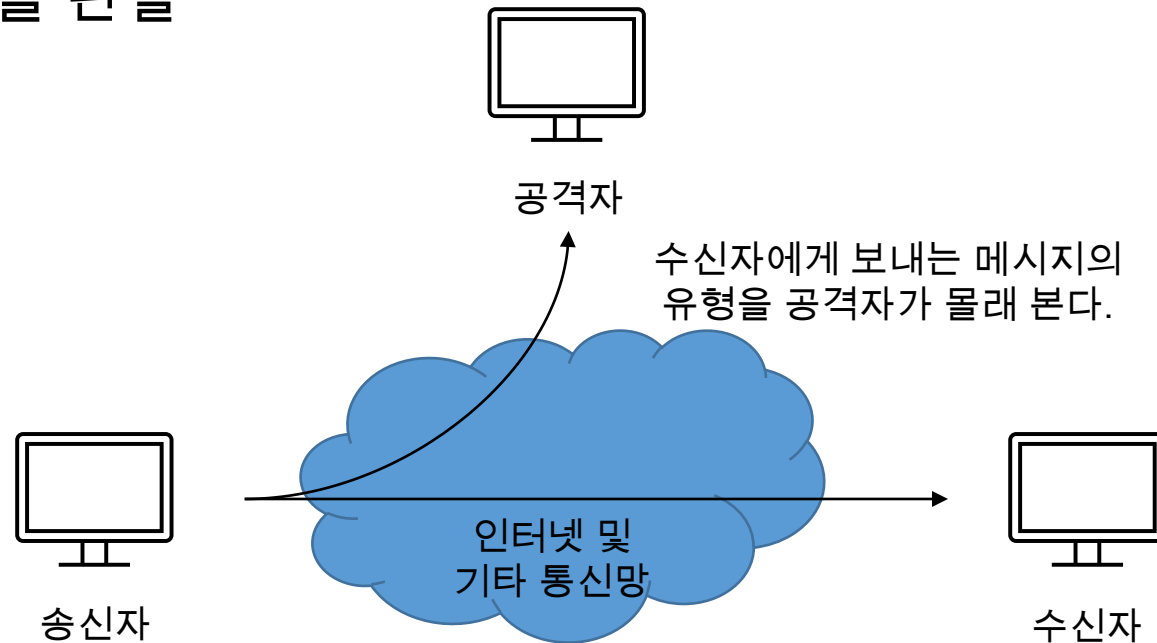 공격자
수신자에게 보내는 메시지의
유형을 공격자가 몰래 본다.
인터넷 및
기타 통신망
송신자
수신자